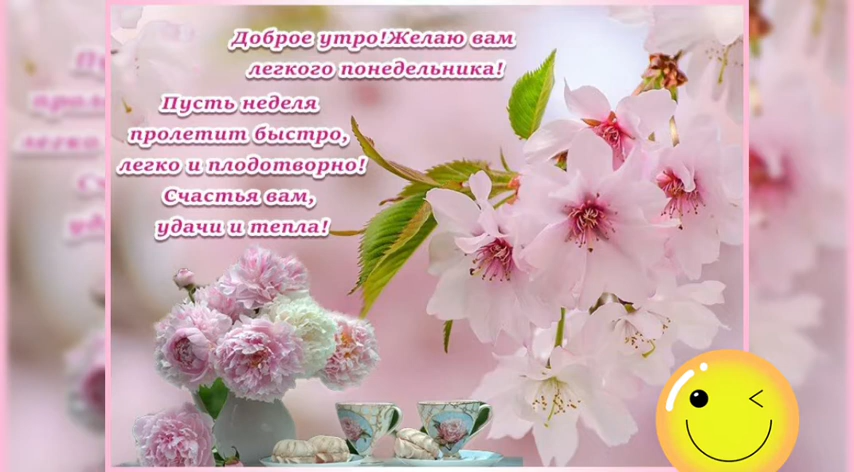 Доброе утро!Желаю вам
легкого понедельника!
Пусть неделя
пролетит быстро,
легко и плодотворно!
Счастья вам,
удачи и тепла!